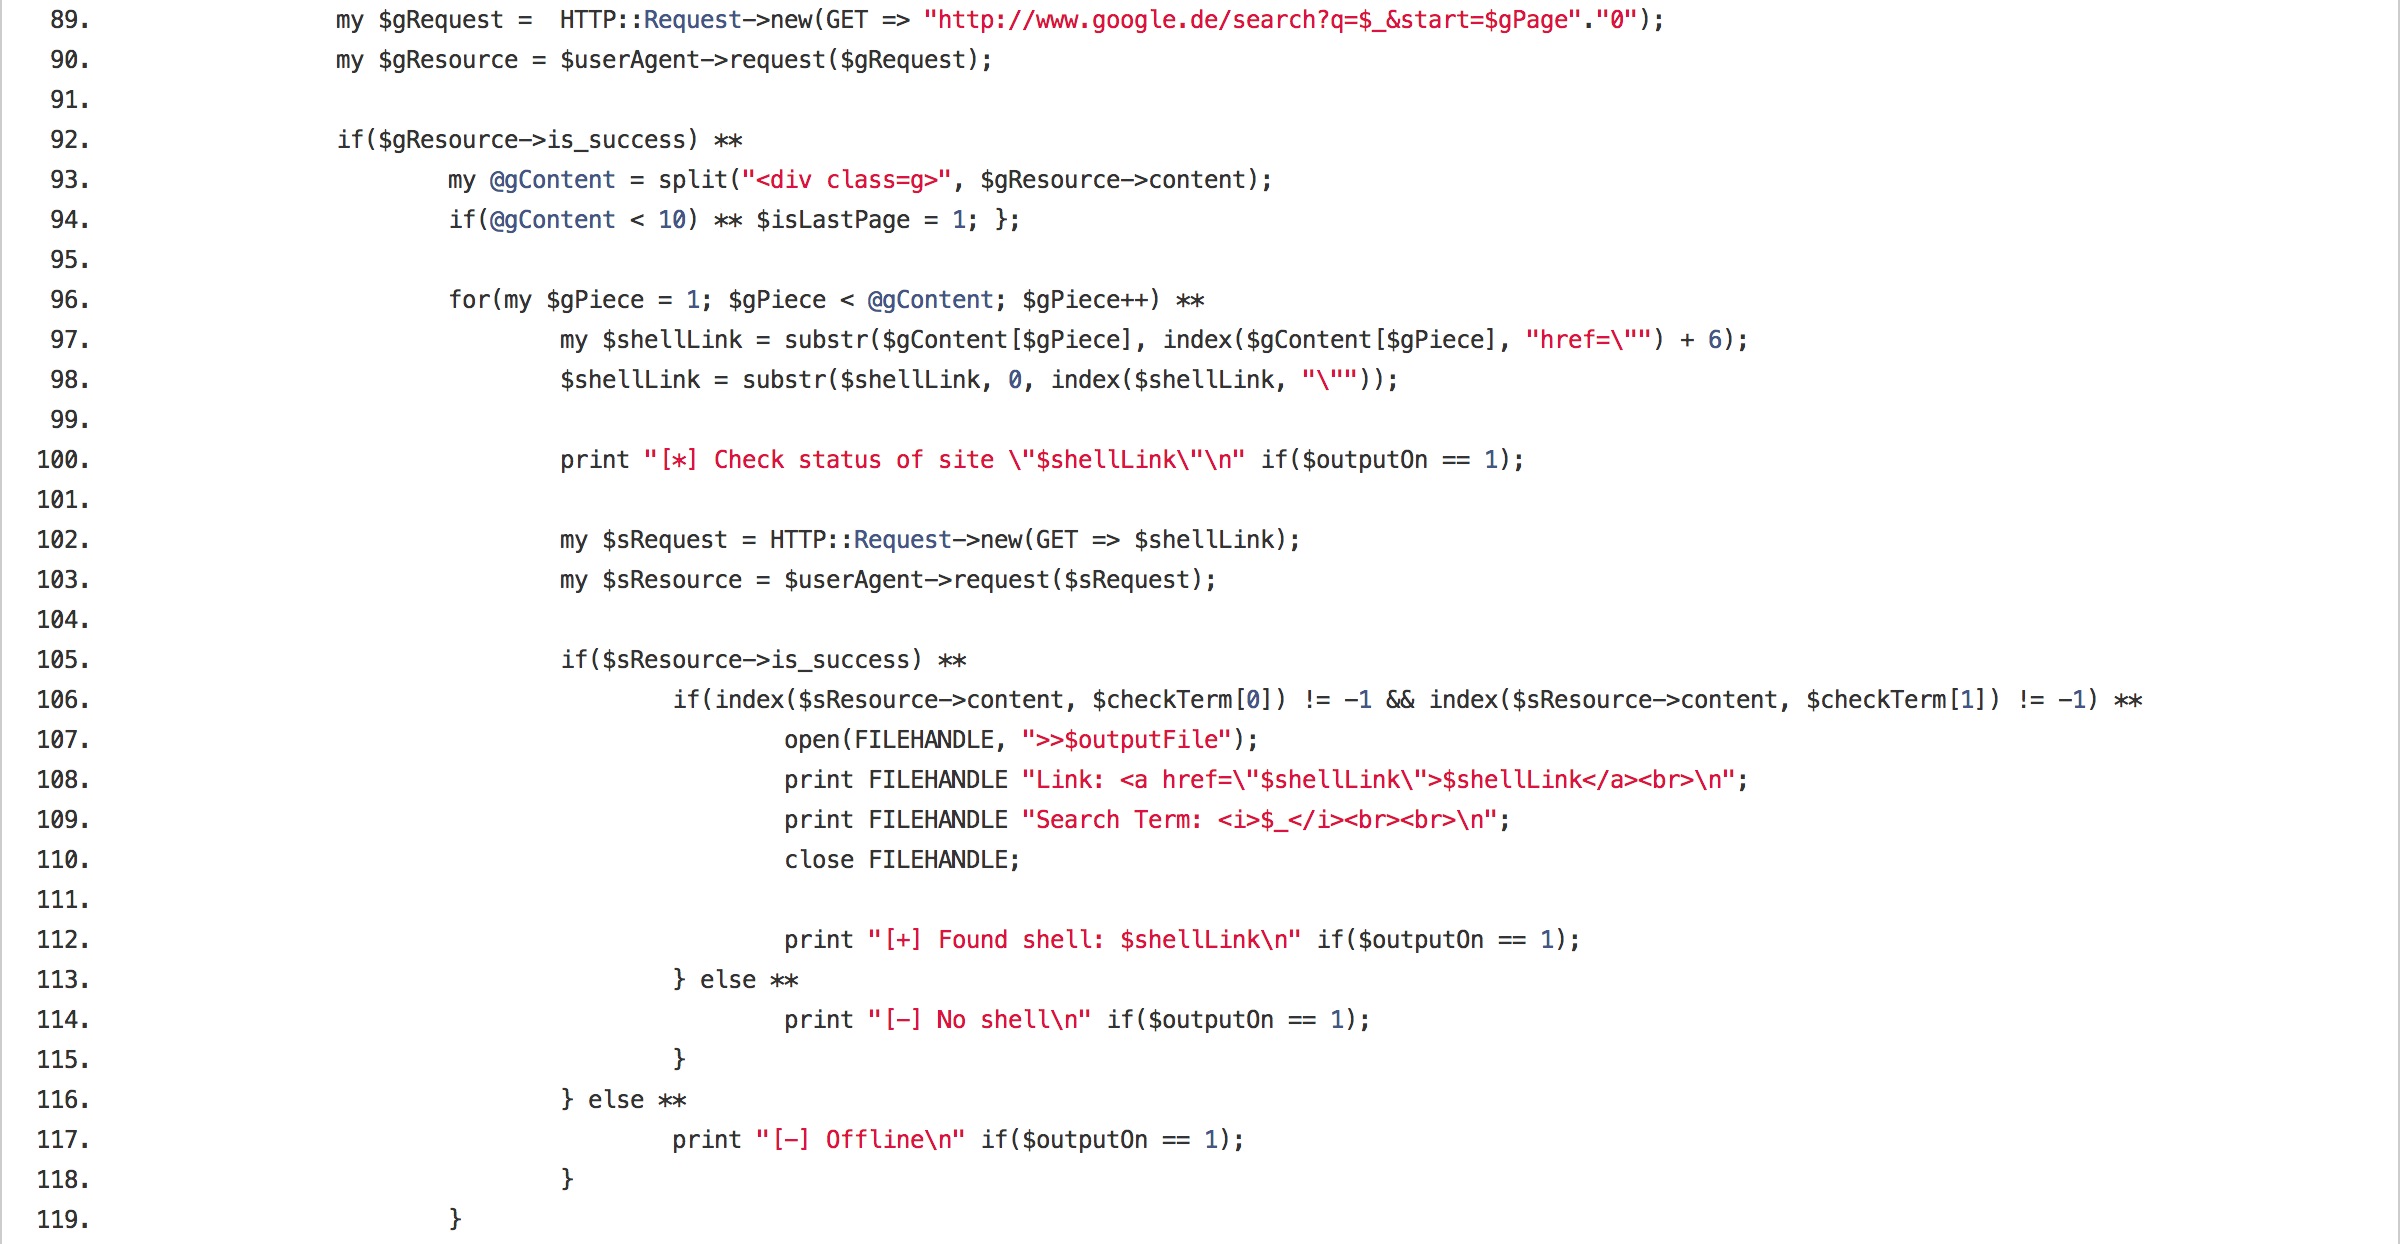 89. my $gRequest =  HTTP::Request->new(GET => "http://www.google.de/search?q=$_&start=$gPage"."0");
90. my $gResource = $userAgent->request($gRequest);
91.
92. if($gResource->is_success) **
93. my @gContent = split("<div class=g>", $gResource->content);
94. if(@gContent < 10) ** $isLastPage = 1; };
95.
96. for(my $gPiece = 1; $gPiece < @gContent; $gPiece++) **
97. my $shellLink = substr($gContent[$gPiece], index($gContent[$gPiece], "href=\"") + 6);
98. $shellLink = substr($shellLink, 0, index($shellLink, "\""));
99.
100. print "[*] Check status of site \"$shellLink\"\n" if($outputOn == 1);
101.
102. my $sRequest = HTTP::Request->new(GET => $shellLink);
103. my $sResource = $userAgent->request($sRequest);
104.
105. if($sResource->is_success) **
106. if(index($sResource->content, $checkTerm[0]) != -1 && index($sResource->content, $checkTerm[1]) != -1) **
107. open(FILEHANDLE, ">>$outputFile");
108. print FILEHANDLE "Link: <a href=\"$shellLink\">$shellLink</a><br>\n";
109. print FILEHANDLE "Search Term: <i>$_</i><br><br>\n";
110. close FILEHANDLE;
111.
112. print "[+] Found shell: $shellLink\n" if($outputOn == 1);
113. } else **
114. print "[-] No shell\n" if($outputOn == 1);
115. }
116. } else **
117. print "[-] Offline\n" if($outputOn == 1);
118. }
119. }